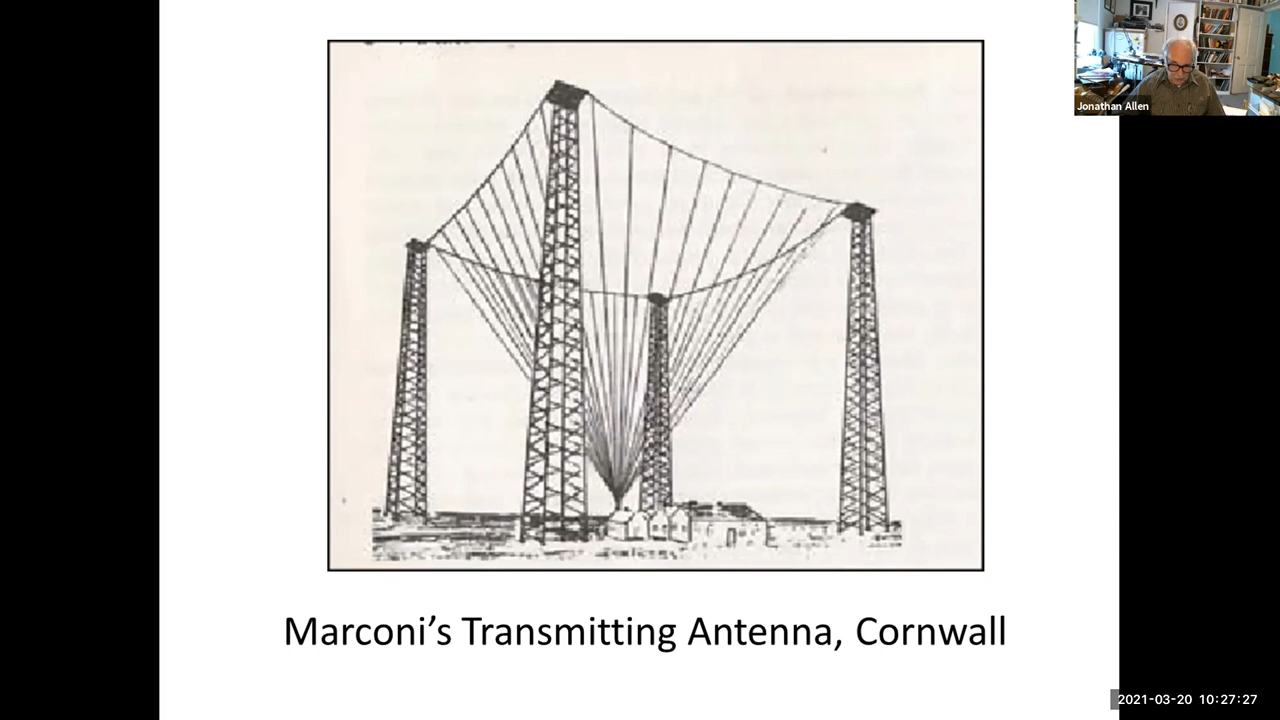 Jonathan Allen
Marconi’s Transmitting Antenna, Cornwall
2021-03-20 10:27:27